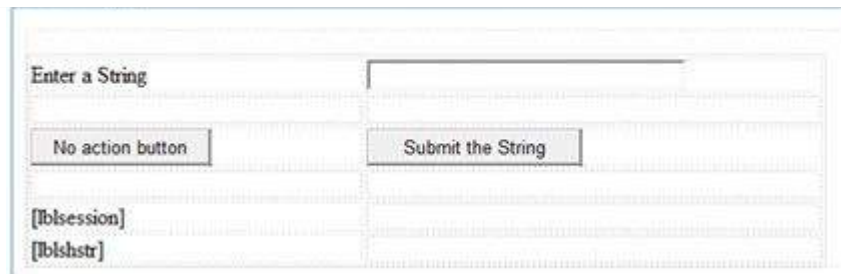 Enter a String
No action button Submit the String
[lblsession]
[lblshstr]